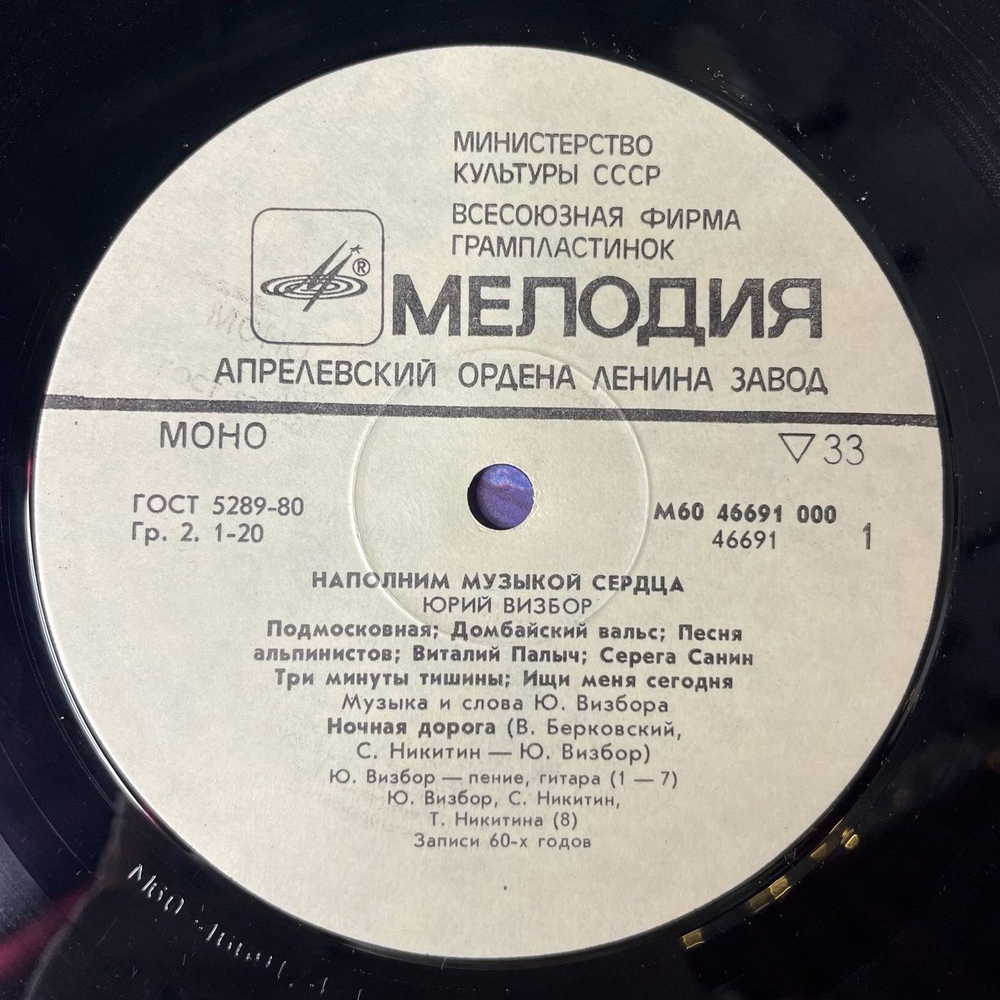 МИНИСТЕРСТВО
КУЛЬТУРЫ СССР
ВСЕСОЮЗНАЯ ФИРМА
ГРАМПЛАСТИНОК
®
МЕЛОДИЯ
АПРЕЛЕВСКИЙ ОРДЕНА ЛЕНИНА ЗАВОД
МОНО
▽33
ГОСТ 5289-80
Гр. 2. 1-20
М60 46691 000
46691
1
НАПОЛНИМ МУЗЫКОЙ СЕРДЦА
ЮРИЙ ВИЗБОР
Подмосковная; Домбайский вальс; Песня
альпинистов; Виталий Палыч; Серега Санин
Три минуты тишины; Ищи меня сегодня
Музыка и слова Ю. Визбора
Ночная дорога (В. Берковский,
С. Никитин — Ю. Визбор)
Ю. Визбор — пение, гитара (1 — 7)
Ю. Визбор, С. Никитин,
Т. Никитина (8)
Записи 60-х годов